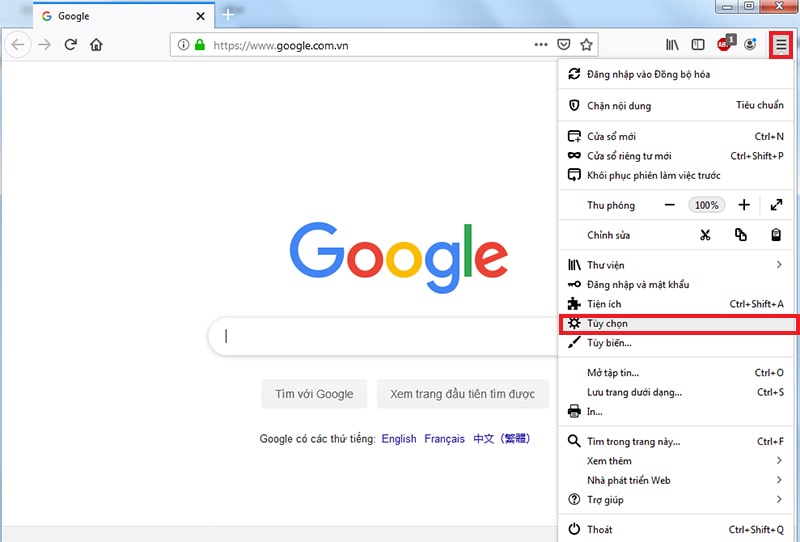 Google
https://www.google.com.vn
ABP 1
Đăng nhập vào Đồng bộ hóa
Chặn nội dung Tiêu chuẩn
Cửa sổ mới Ctrl+N
Cửa sổ riêng tư mới Ctrl+Shift+P
Khôi phục phiên làm việc trước
Thu phóng 100%
Chỉnh sửa
Thư viện
Đăng nhập và mật khẩu
Tiện ích Ctrl+Shift+A
Tùy chọn
Tùy biến...
Mở tập tin... Ctrl+O
Lưu trang dưới dạng... Ctrl+S
In...
Tìm trong trang này... Ctrl+F
Xem thêm
Nhà phát triển Web
Trợ giúp
Thoát Ctrl+Shift+Q
Google
Tìm với Google Xem trang đầu tiên tìm được
Google có các thứ tiếng: English Français 中文（繁體）